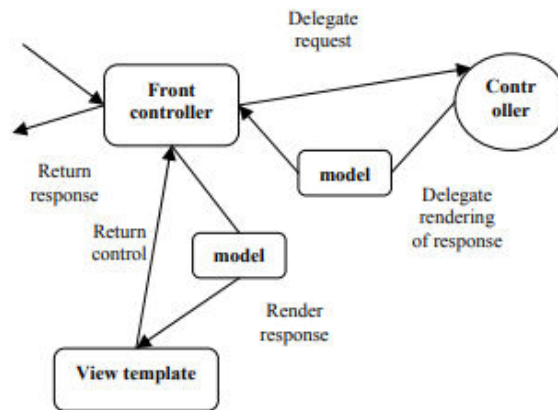 Delegate
request
Front
controller
Contr
oller
model
Return
response
Delegate
rendering
of response
Return
control
model
Render
response
View template